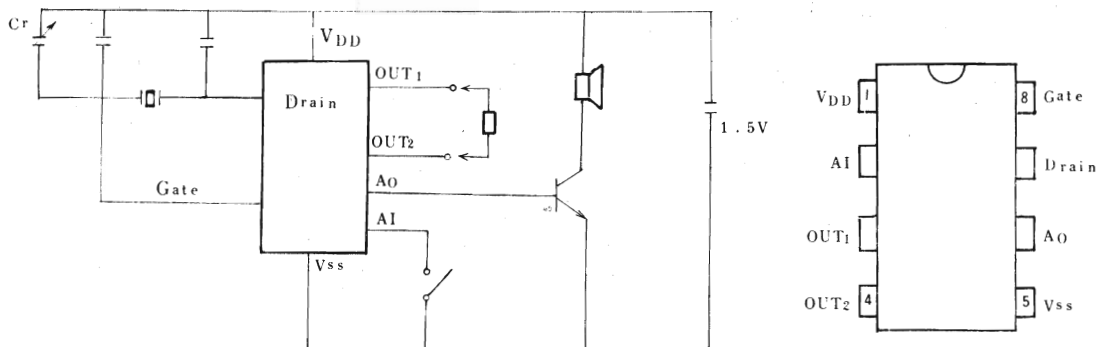 Cr
VDD
Drain
OUT1
OUT2
AO
AI
Gate
Vss
1.5V
VDD 1
8 Gate
AI
Drain
OUT1
AO
OUT2 4
5 Vss